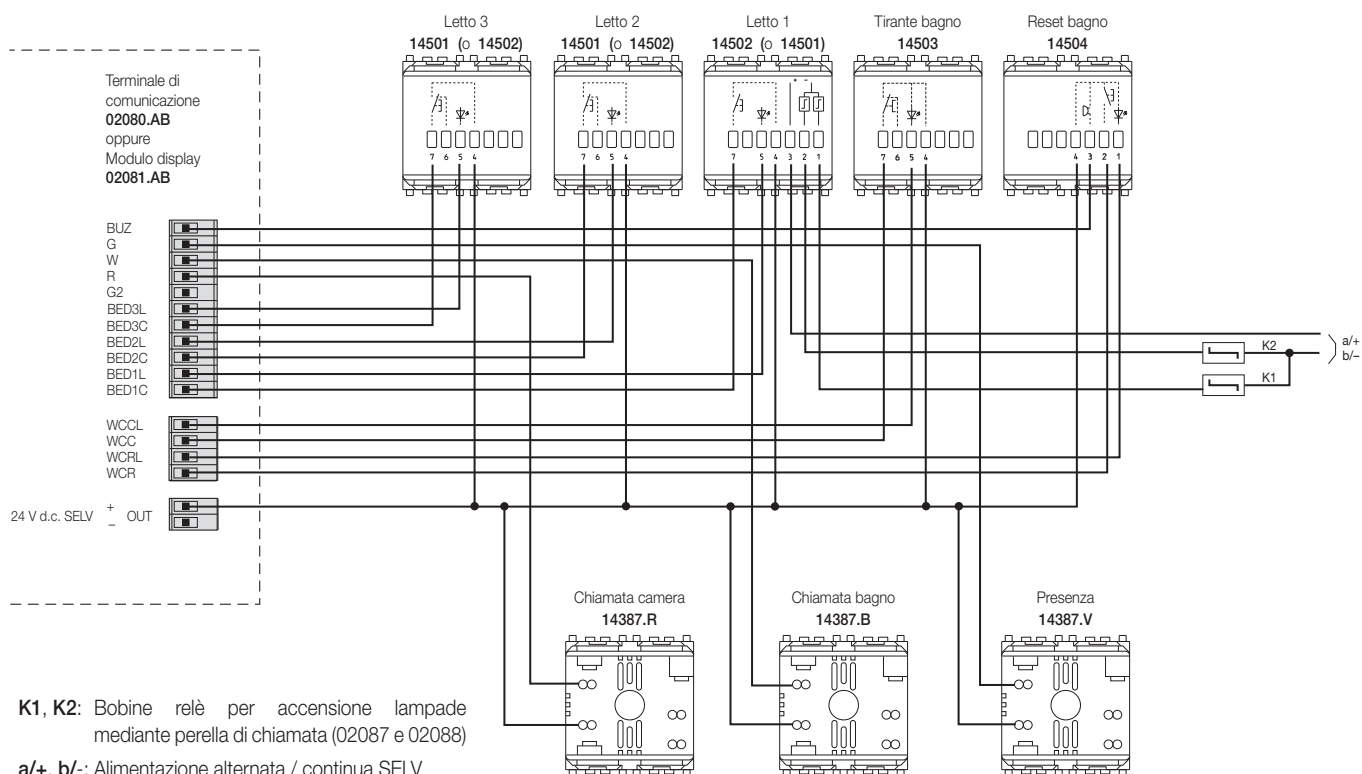 Letto 3
14501 (o 14502)
Letto 2
14501 (o 14502)
Letto 1
14502 (o 14501)
Tirante bagno
14503
Reset bagno
14504
Terminale di
comunicazione
02080.AB
oppure
Modulo display
02081.AB
+ -
7 6 5 4
7 6 5 4
7 5 4 3 2 1
7 6 5 4
4 3 2 1
BUZ
G
W
R
G2
BED3L
BED3C
BED2L
BED2C
BED1L
BED1C
K2
a/+
b/–
K1
WCCL
WCC
WCRL
WCR
24 V d.c. SELV + – OUT
Chiamata camera
14387.R
Chiamata bagno
14387.B
Presenza
14387.V
K1, K2: Bobine relè per accensione lampade
mediante perella di chiamata (02087 e 02088)
a/+, b/-: Alimentazione alternata / continua SELV